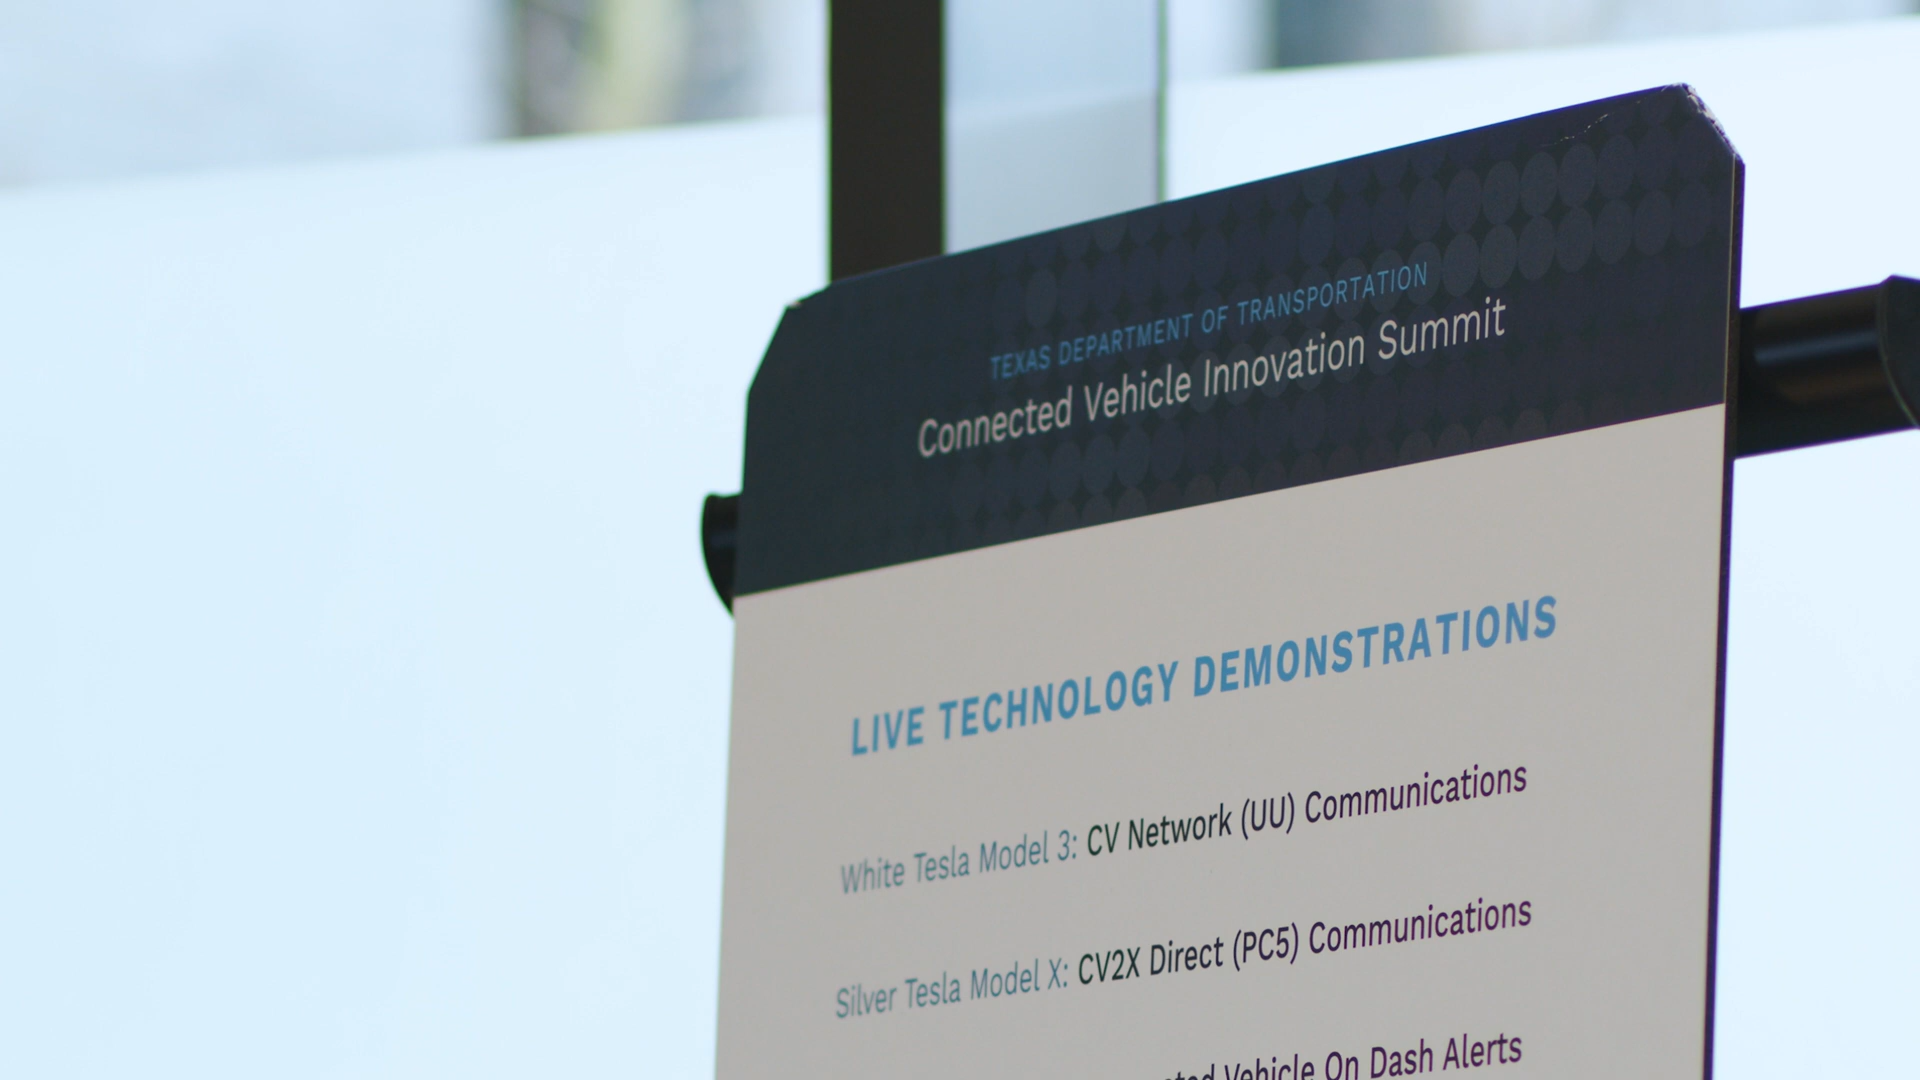 TEXAS DEPARTMENT OF TRANSPORTATION
Connected Vehicle Innovation Summit
LIVE TECHNOLOGY DEMONSTRATIONS
White Tesla Model 3: CV Network (UU) Communications
Silver Tesla Model X: CV2X Direct (PC5) Communications
Vehicle On Dash Alerts